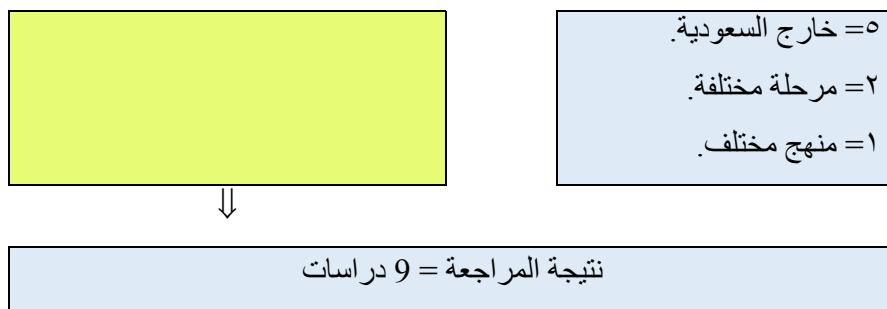 ٥= خارج السعودية.
٢= مرحلة مختلفة.
١= منهج مختلف.
نتيجة المراجعة = 9 دراسات